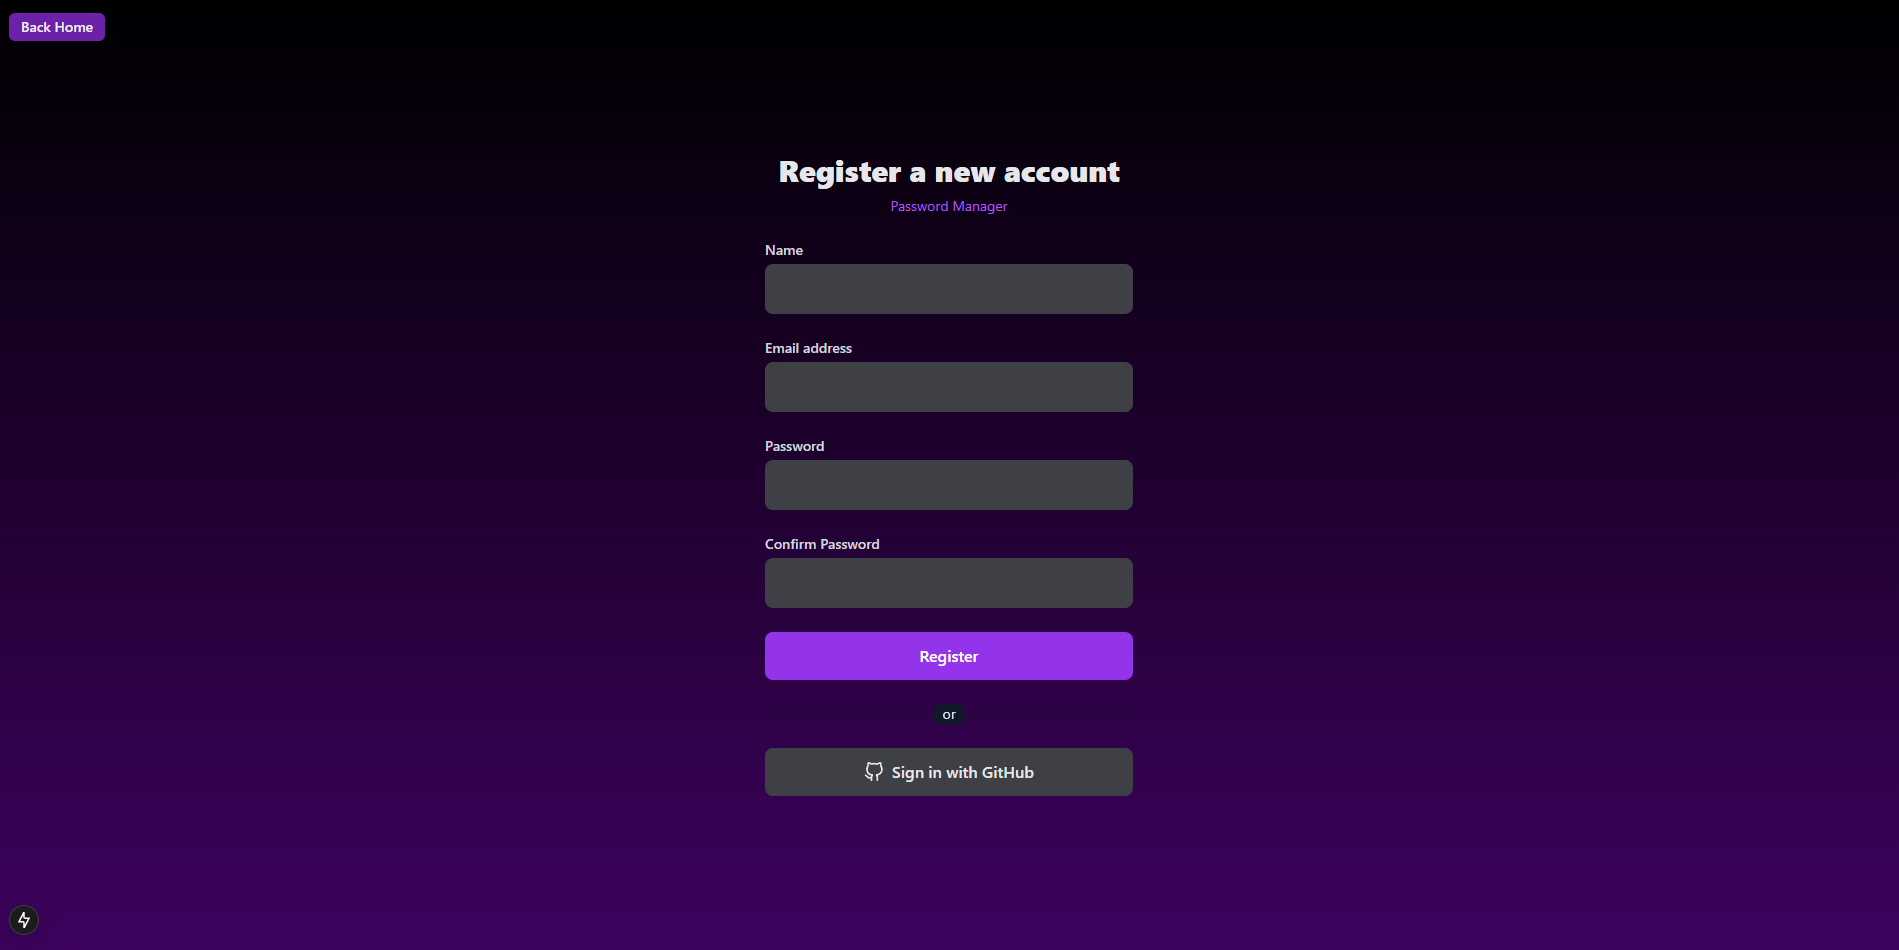 Back Home
Register a new account
Password Manager
Name
Email address
Password
Confirm Password
Register
or
Sign in with GitHub